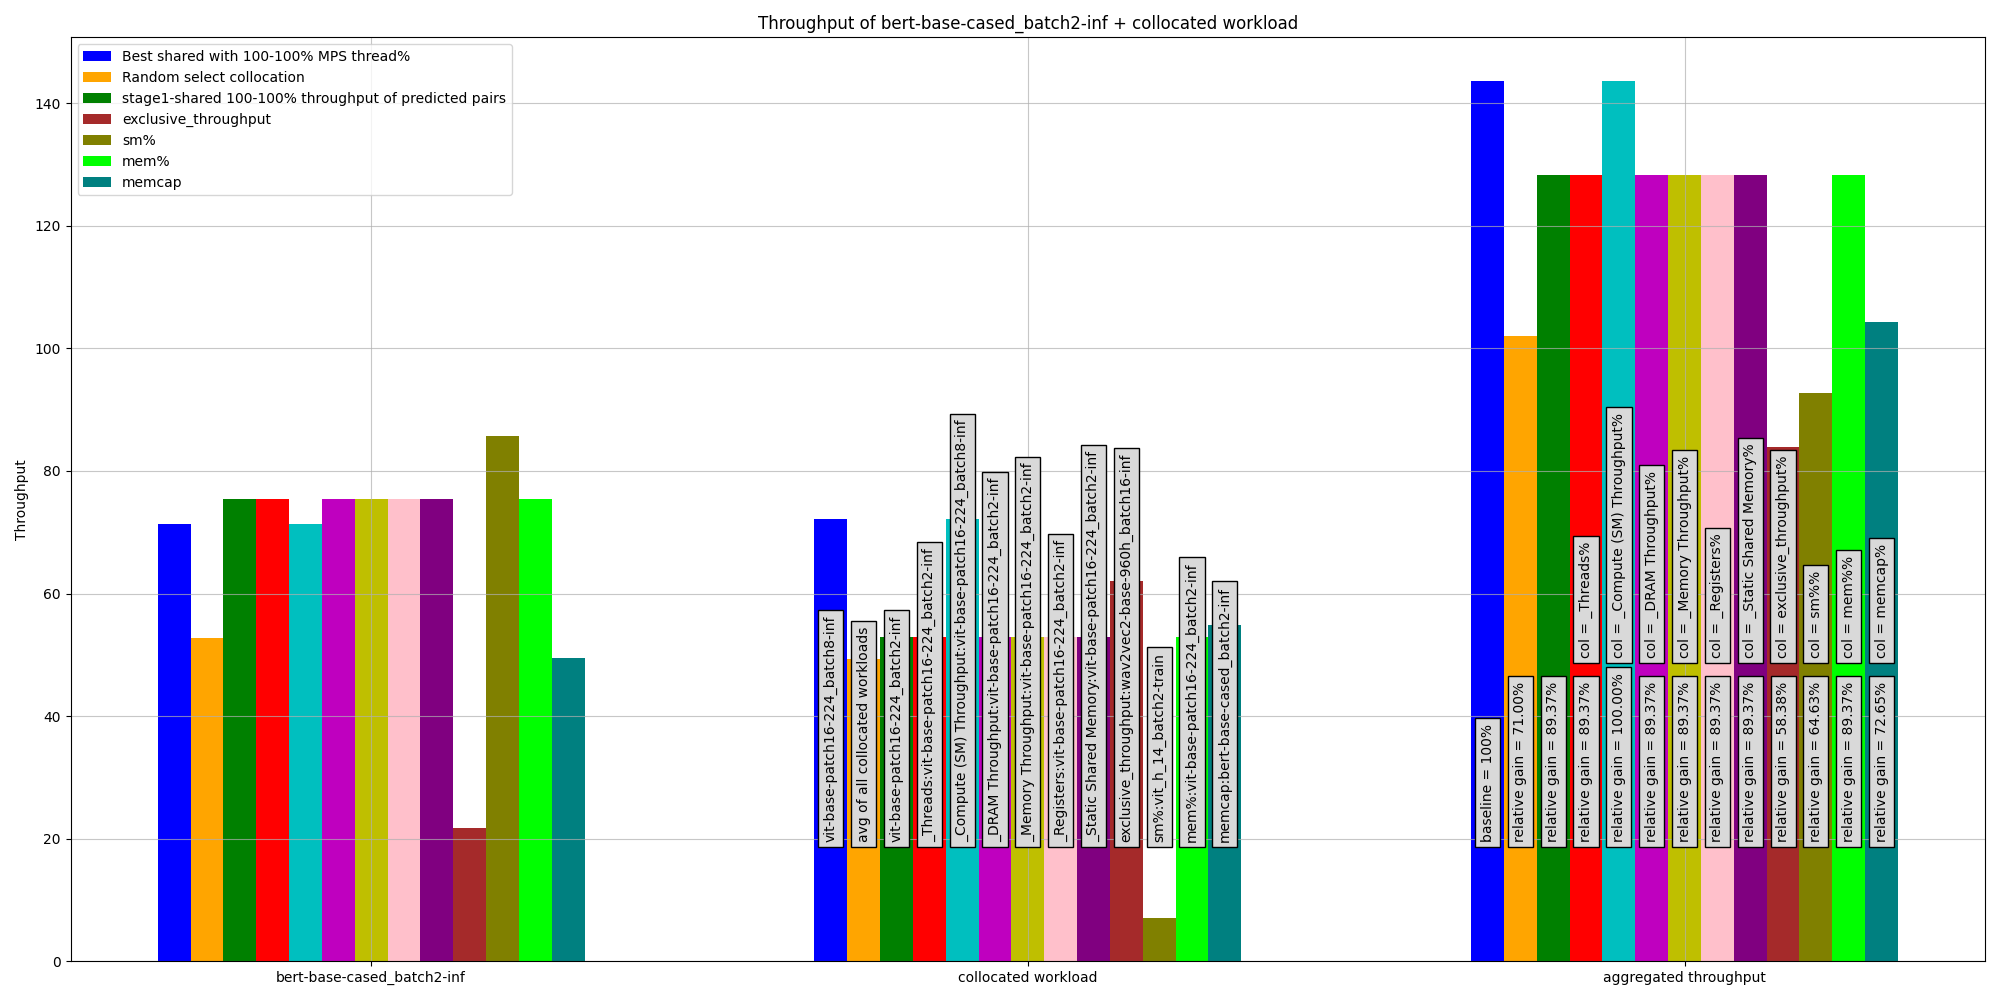 Throughput of bert-base-cased_batch2-inf + collocated workload
Best shared with 100-100% MPS thread%
Random select collocation
stage1-shared 100-100% throughput of predicted pairs
exclusive_throughput
sm%
mem%
memcap
Throughput
140
120
100
80
60
40
20
0
vit-base-patch16-224_batch8-inf
avg of all collocated workloads
vit-base-patch16-224_batch2-inf
_Threads:vit-base-patch16-224_batch2-inf
_Compute (SM) Throughput:vit-base-patch16-224_batch8-inf
_DRAM Throughput:vit-base-patch16-224_batch2-inf
_Memory Throughput:vit-base-patch16-224_batch2-inf
_Registers:vit-base-patch16-224_batch2-inf
_Static Shared Memory:vit-base-patch16-224_batch2-inf
exclusive_throughput:wav2vec2-base-960h_batch16-inf
sm%:vit_h_14_batch2-train
mem%:vit-base-patch16-224_batch2-inf
memcap:bert-base-cased_batch2-inf
col = _Threads%
col = _Compute (SM) Throughput%
col = _DRAM Throughput%
col = _Memory Throughput%
col = _Registers%
col = _Static Shared Memory%
col = exclusive_throughput%
col = sm%%
col = mem%%
col = memcap%
baseline = 100%
relative gain = 71.00%
relative gain = 89.37%
relative gain = 89.37%
relative gain = 100.00%
relative gain = 89.37%
relative gain = 89.37%
relative gain = 89.37%
relative gain = 89.37%
relative gain = 58.38%
relative gain = 64.63%
relative gain = 89.37%
relative gain = 72.65%
bert-base-cased_batch2-inf
collocated workload
aggregated throughput